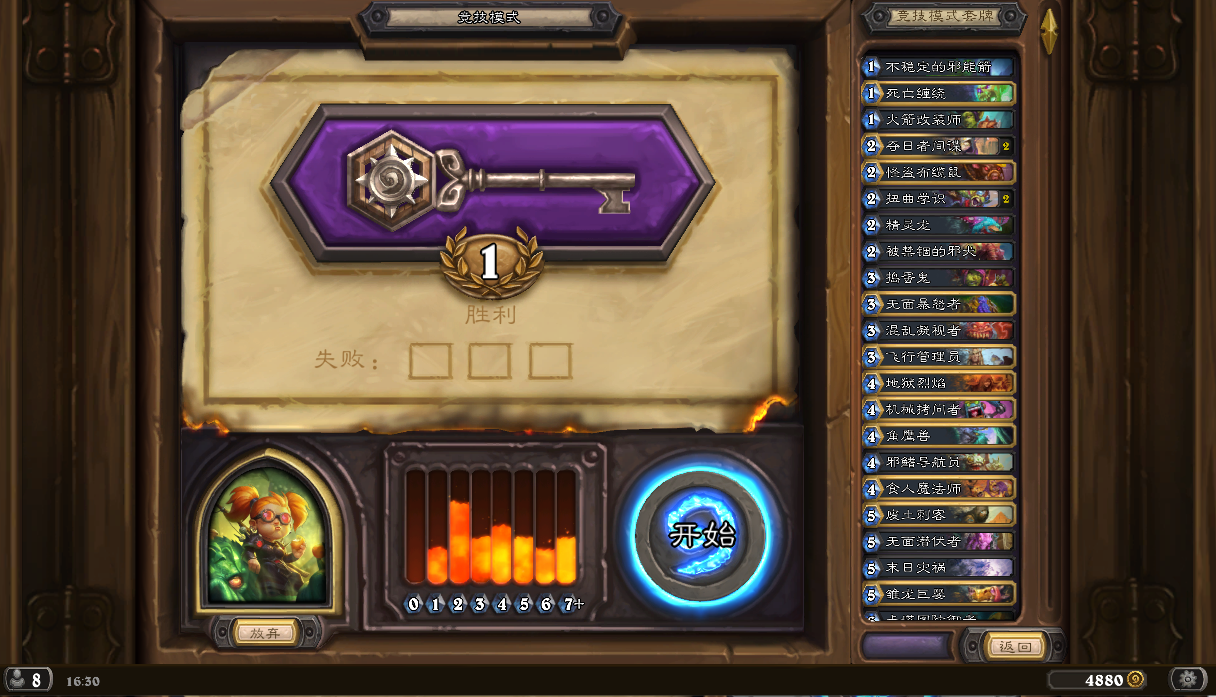 竞技模式
1
胜利
失败：
0 1 2 3 4 5 6 7+
开始
放弃
竞技模式套牌
1 不稳定的邪能箭
1 死亡缠绕
1 火箭改装师
2 夺日者间谍 2
2 怪盗布缆鼠
2 扭曲学识 2
2 精灵龙
2 被禁锢的邪犬
3 捣蛋鬼
3 无面暴怒者
3 混乱凝视者
3 飞行管理员
4 地狱烈焰
4 机械拷问者
4 角鹰兽
4 邪鳍导航员
4 食人魔法师
5 废土刺客
5 无面潜伏者
5 末日灾祸
5 雏龙巨婴
返回
8 16:30
4880